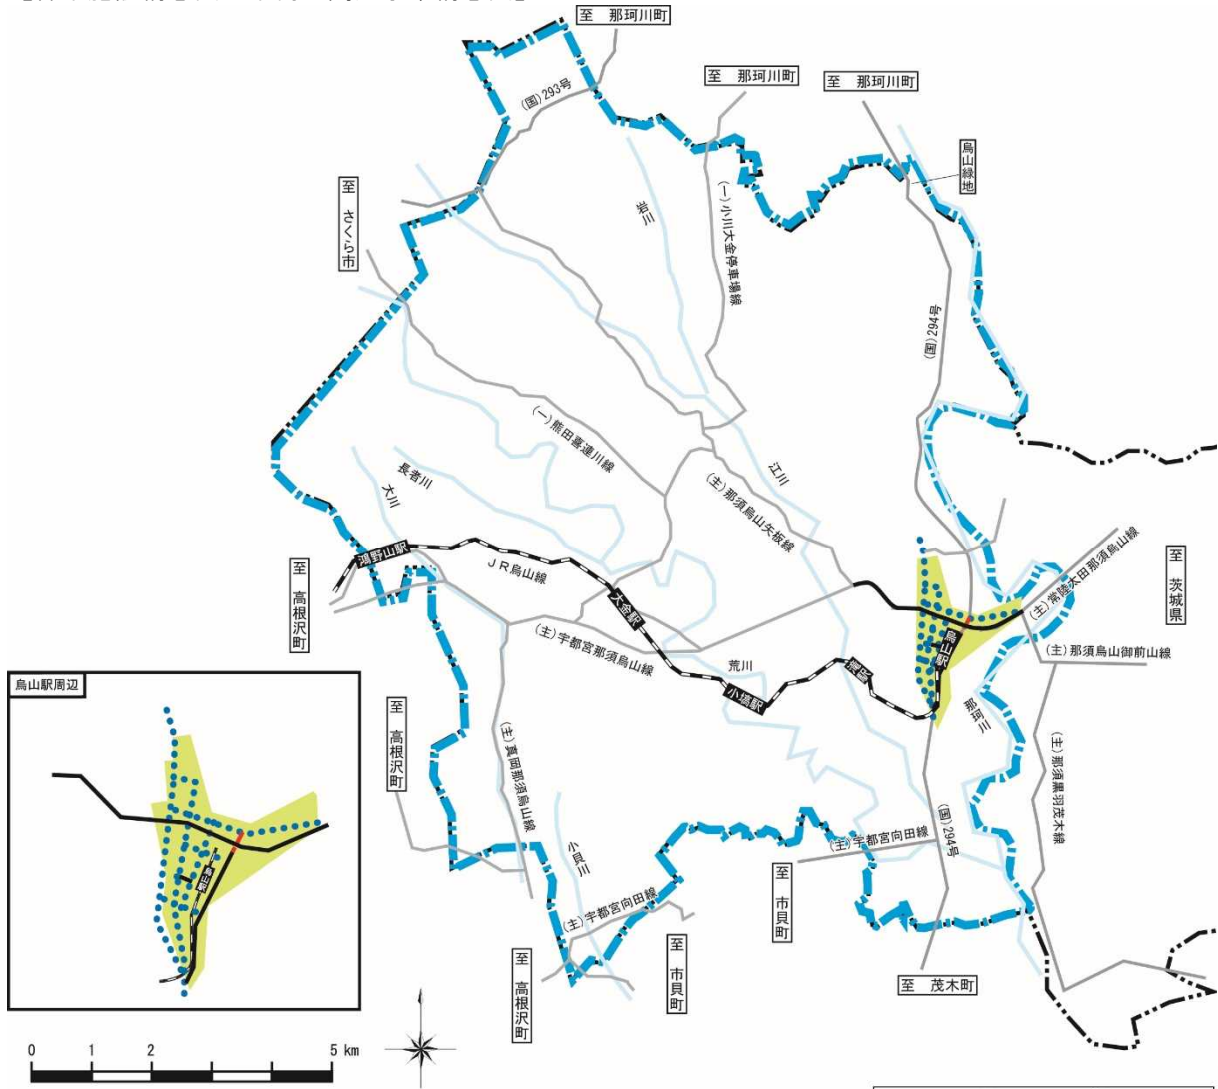 至　那珂川町
至　那珂川町
至　那珂川町
(国)293号
烏山緑地
至　さくら市
岩川
(一)小川大金停車場線
(国)294号
(一)熊田喜連川線
長者川
大川
江川
(主)那須烏山矢板線
鴻野山駅
JR烏山線
大金駅
至　高根沢町
(主)宇都宮那須烏山線
荒川
小塙駅
烏山駅
(主)常陸太田那須烏山線
至　茨城県
(主)那須烏山御前山線
那珂川
烏山駅周辺
烏山駅
至　高根沢町
(主)真岡那須烏山線
(主)那須黒羽茂木線
小貝川
(主)宇都宮向田線
(国)294号
至　市貝町
(主)宇都宮向田線
至　高根沢町
至　市貝町
至　茂木町
0 1 2 5 km